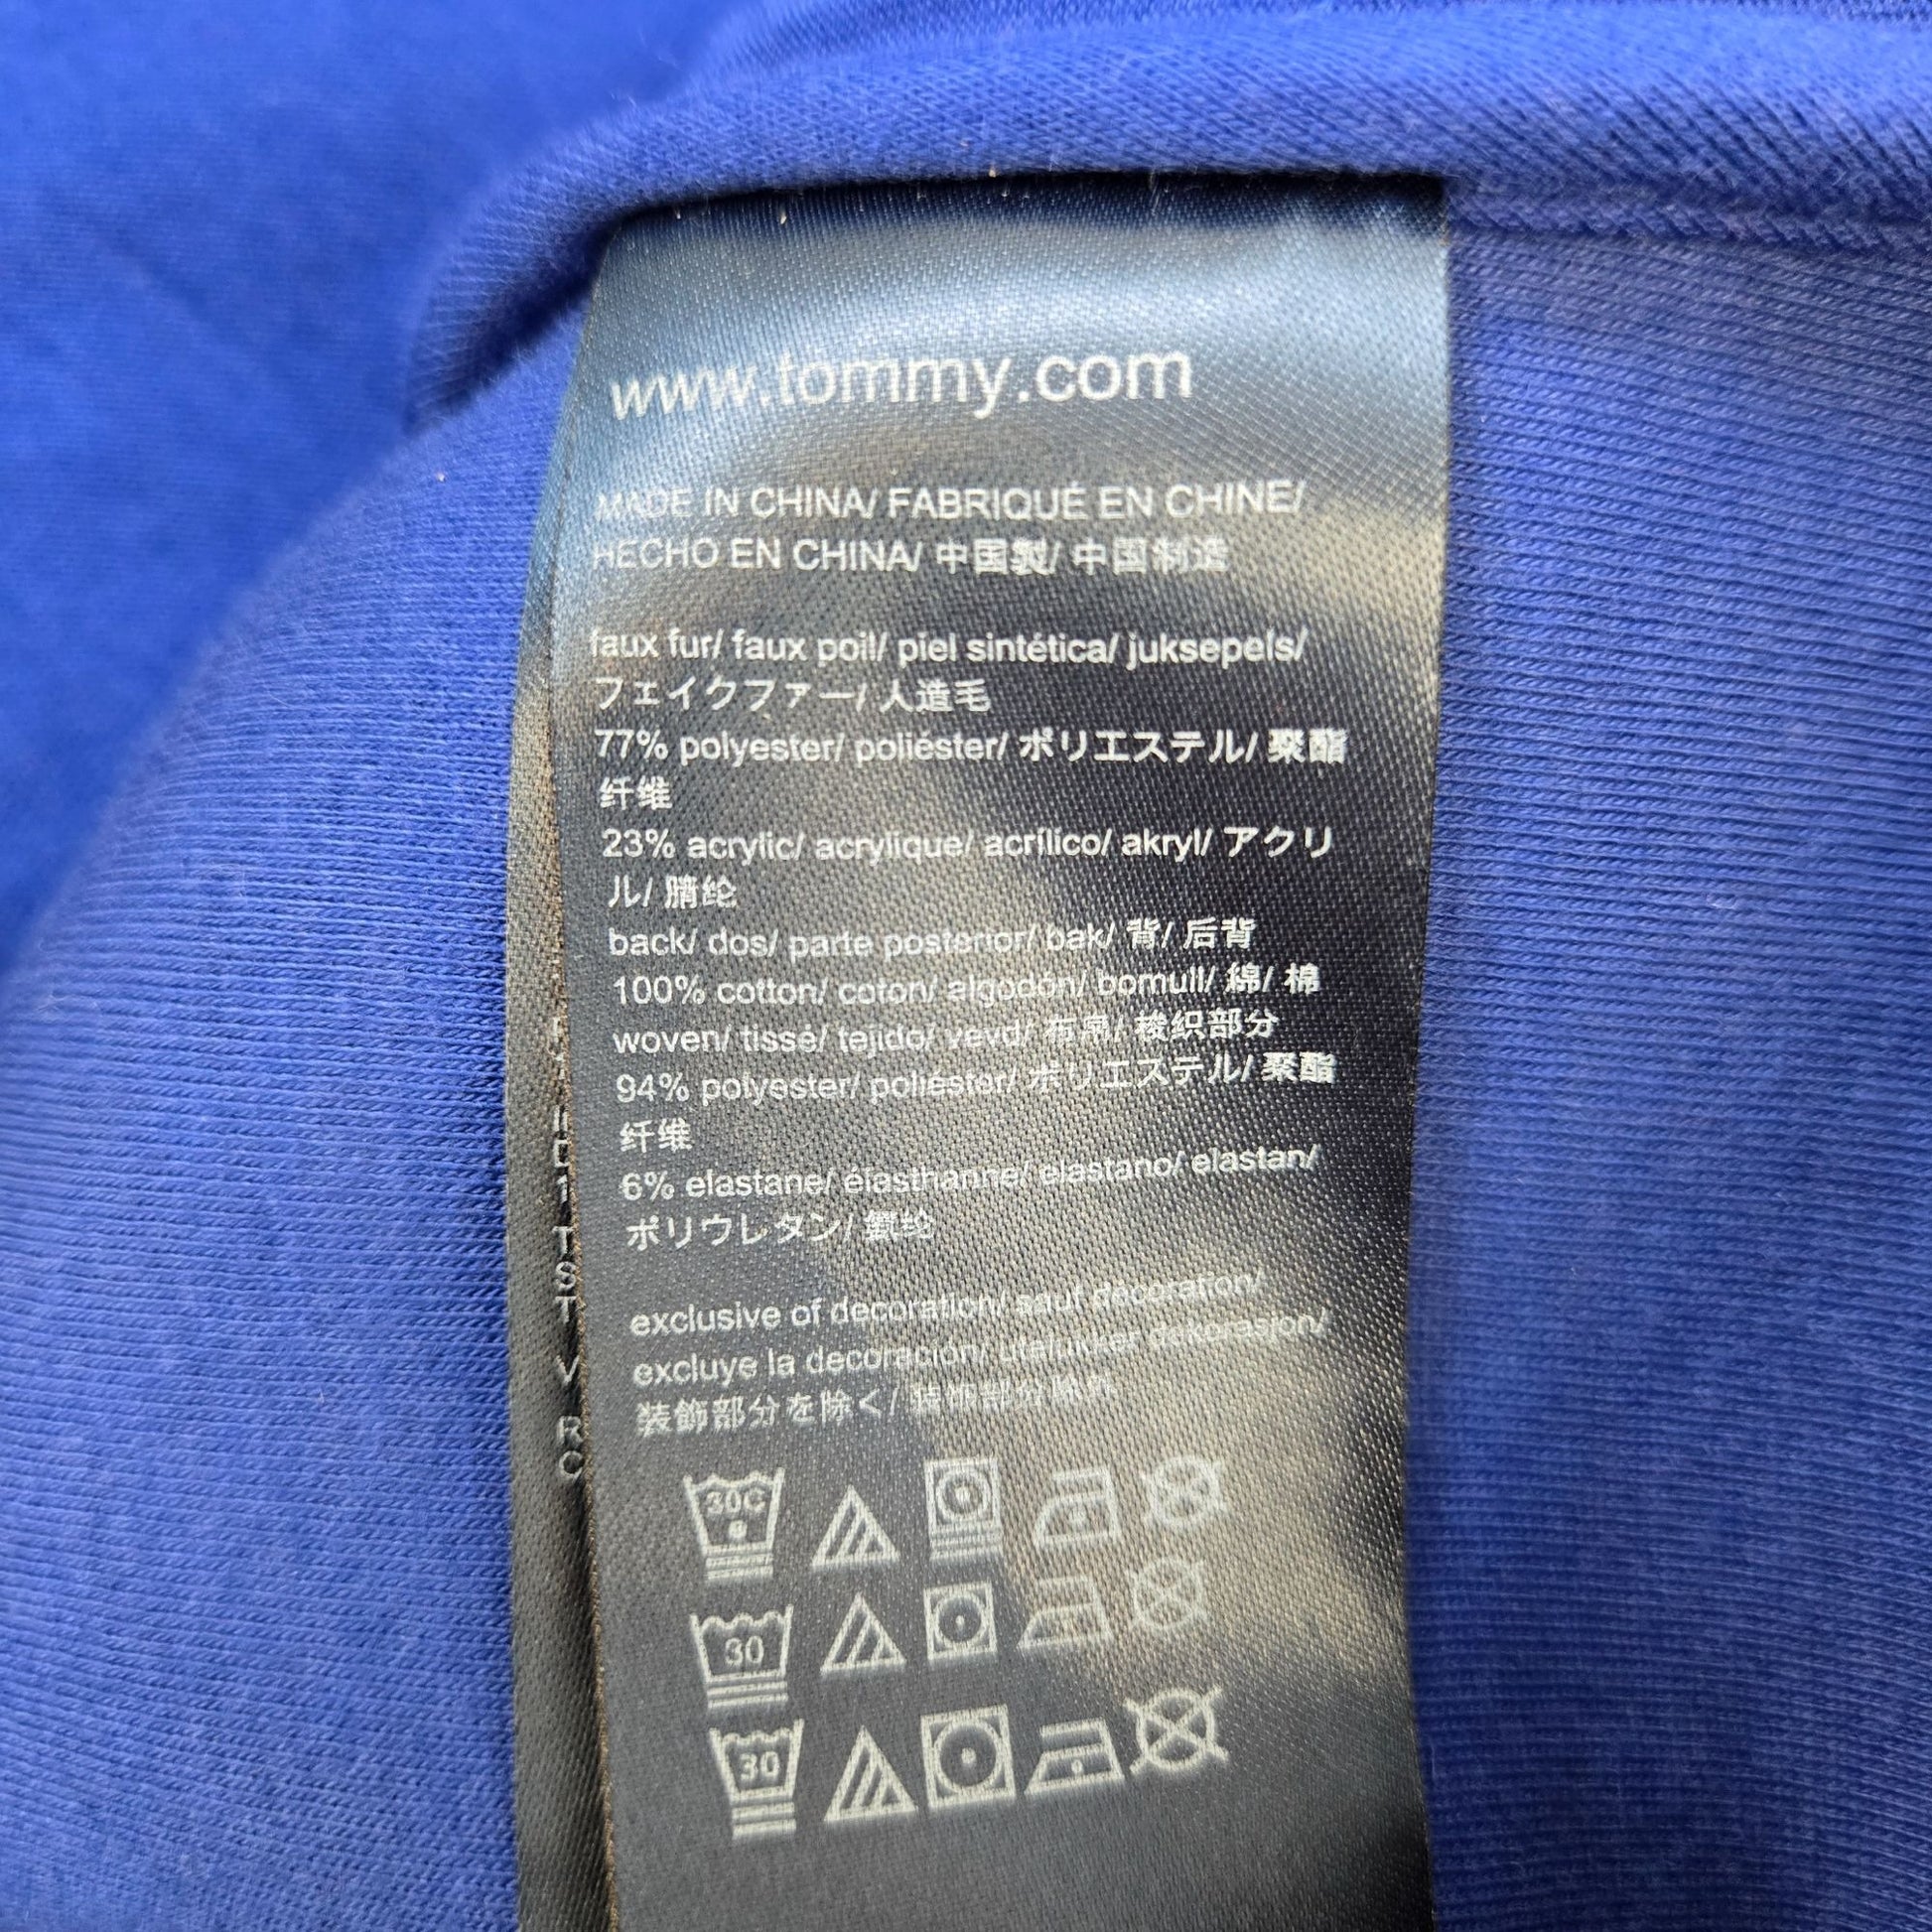 www.tommy.com
MADE IN CHINA/ FABRIQUÉ EN CHINE/
HECHO EN CHINA/ 中国製/ 中国制造
faux fur/ faux poil/ piel sintética/ juksepels/
フェイクファー/ 人造毛
77% polyester/ poliéster/ ポリエステル/ 聚酯
纤维
23% acrylic/ acrylique/ acrílico/ akryl/ アクリ
ル/ 腈纶
back/ dos/ parte posterior/ bak/ 背/ 后背
100% cotton/ coton/ algodón/ bomull/ 綿/ 棉
woven/ tissé/ tejido/ vevd/ 布帛/ 梭织部分
94% polyester/ poliéster/ ポリエステル/ 聚酯
纤维
6% elastane/ élasthanne/ elastano/ elastan/
ポリウレタン/ 氨纶
exclusive of decoration/ sauf décoration/
excluye la decoración/ utelukker dekorasjon/
装飾部分を除く/ 装饰部分除外
30C
30
30